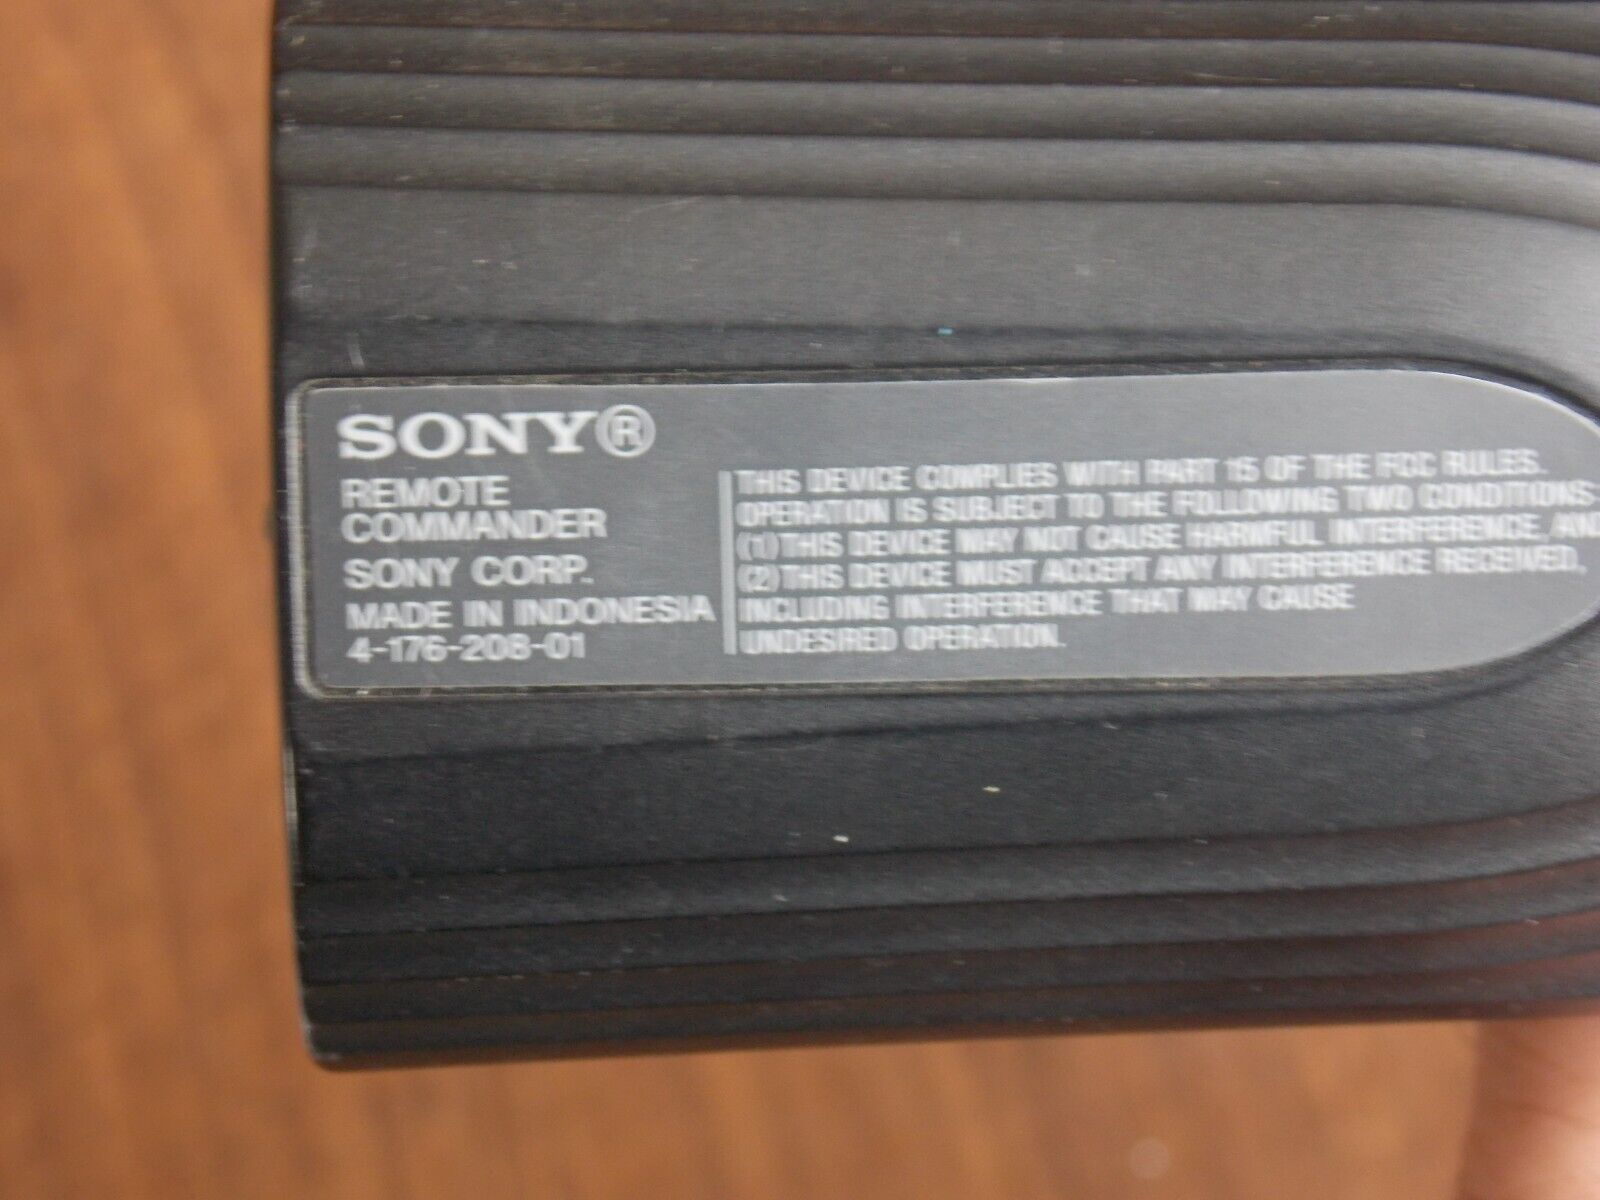 SONY®
REMOTE
COMMANDER
SONY CORP.
MADE IN INDONESIA
4-176-208-01
THIS DEVICE COMPLIES WITH PART 15 OF THE FCC RULES.
OPERATION IS SUBJECT TO THE FOLLOWING TWO CONDITIONS:
(1) THIS DEVICE MAY NOT CAUSE HARMFUL INTERFERENCE, AND
(2) THIS DEVICE MUST ACCEPT ANY INTERFERENCE RECEIVED,
INCLUDING INTERFERENCE THAT MAY CAUSE
UNDESIRED OPERATION.